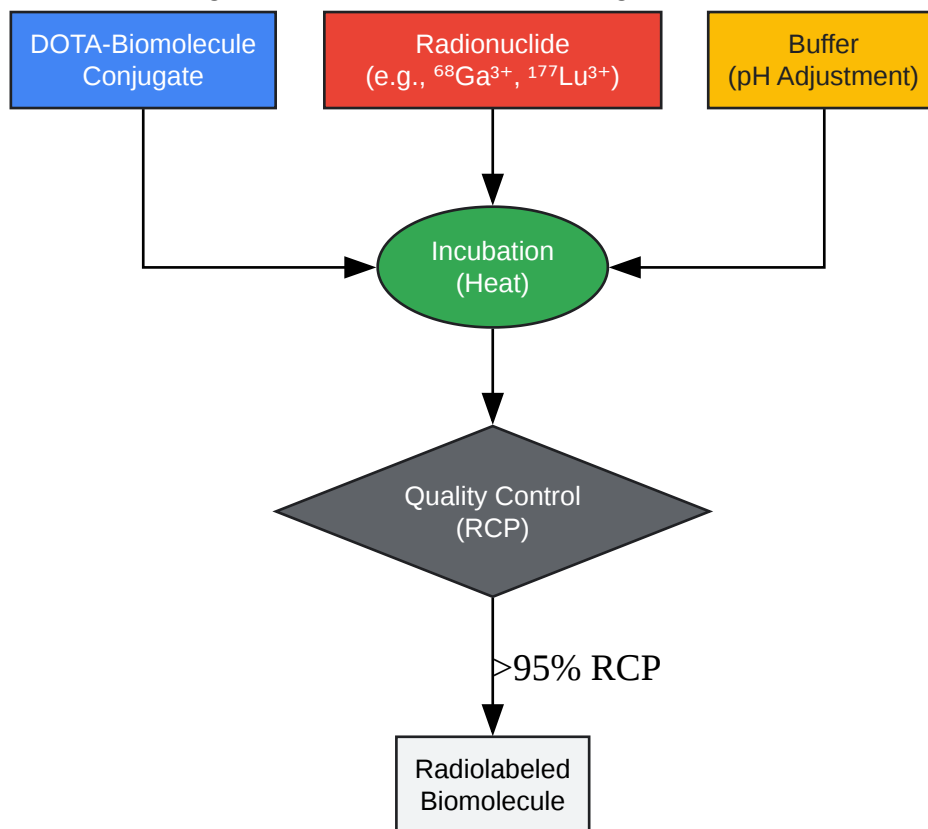 DOTA-Biomolecule
Conjugate
Radionuclide
(e.g., ⁶⁸Ga³⁺, ¹⁷⁷Lu³⁺)
Buffer
(pH Adjustment)
Incubation
(Heat)
Quality Control
(RCP)
>95% RCP
Radiolabeled
Biomolecule